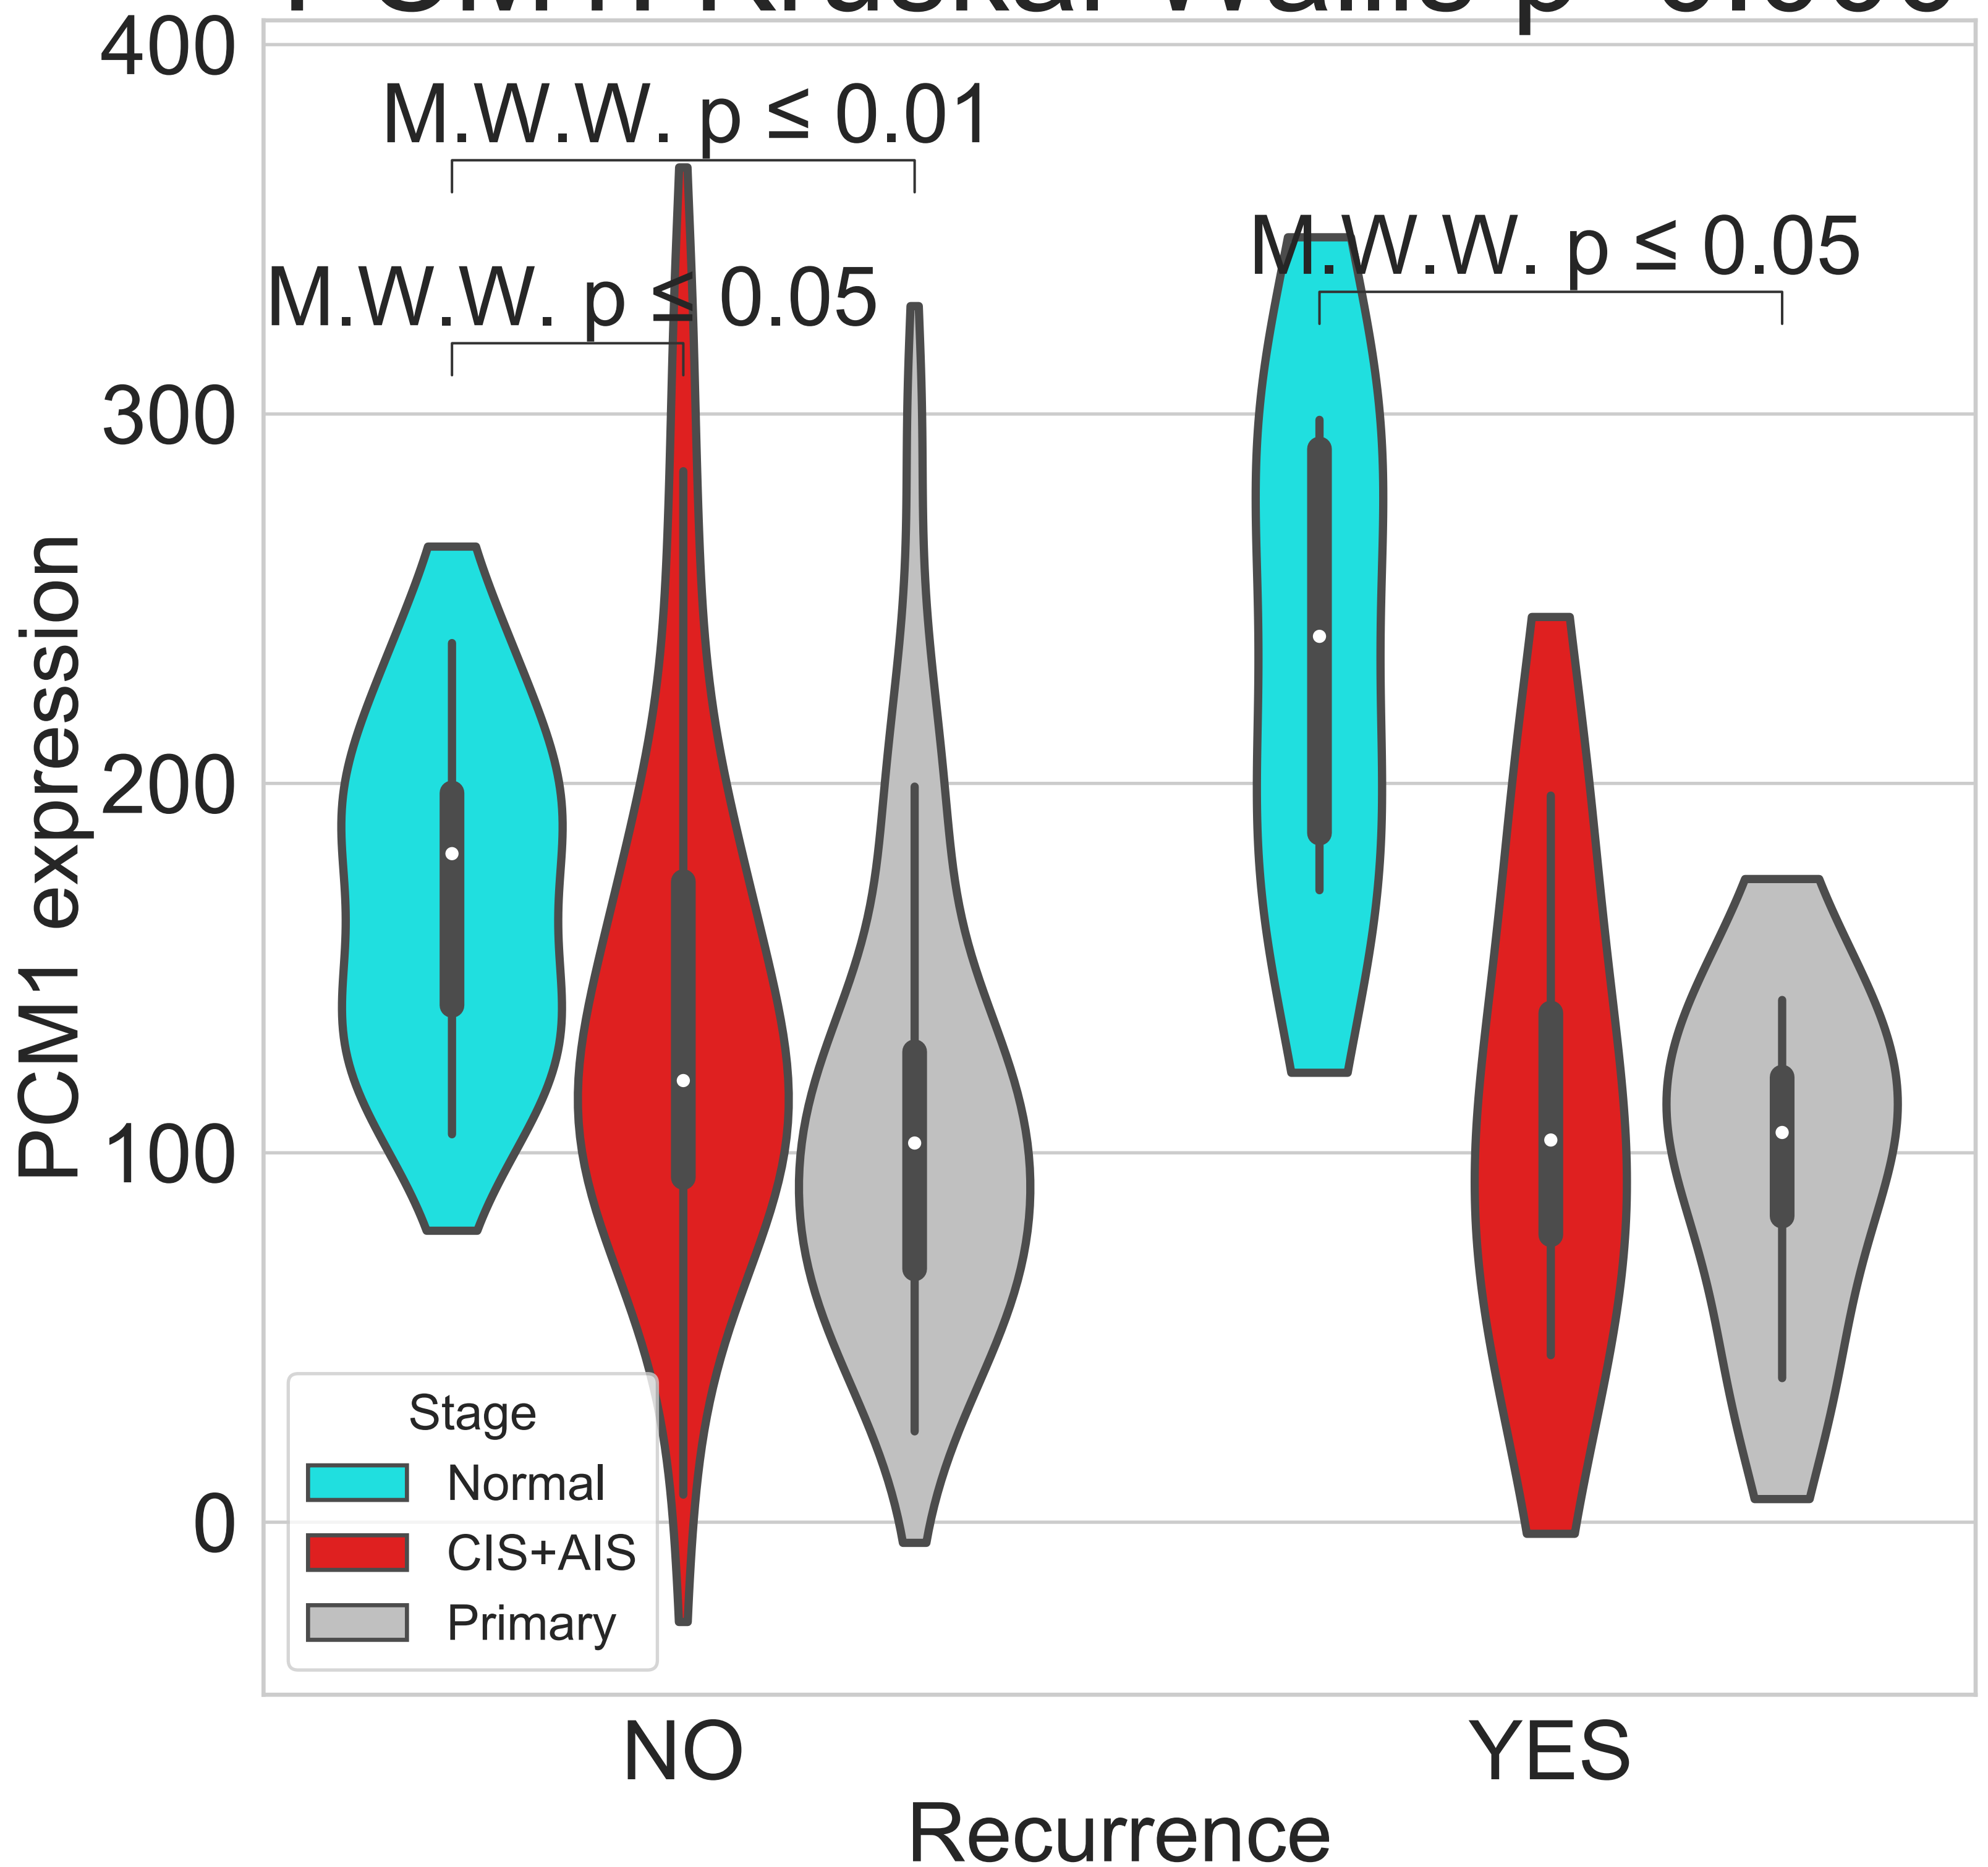 400
M.W.W. p ≤ 0.01
M.W.W. p ≤ 0.05
M.W.W. p ≤ 0.05
300
200
100
0
PCM1 expression
Stage
Normal
CIS+AIS
Primary
NO
YES
Recurrence